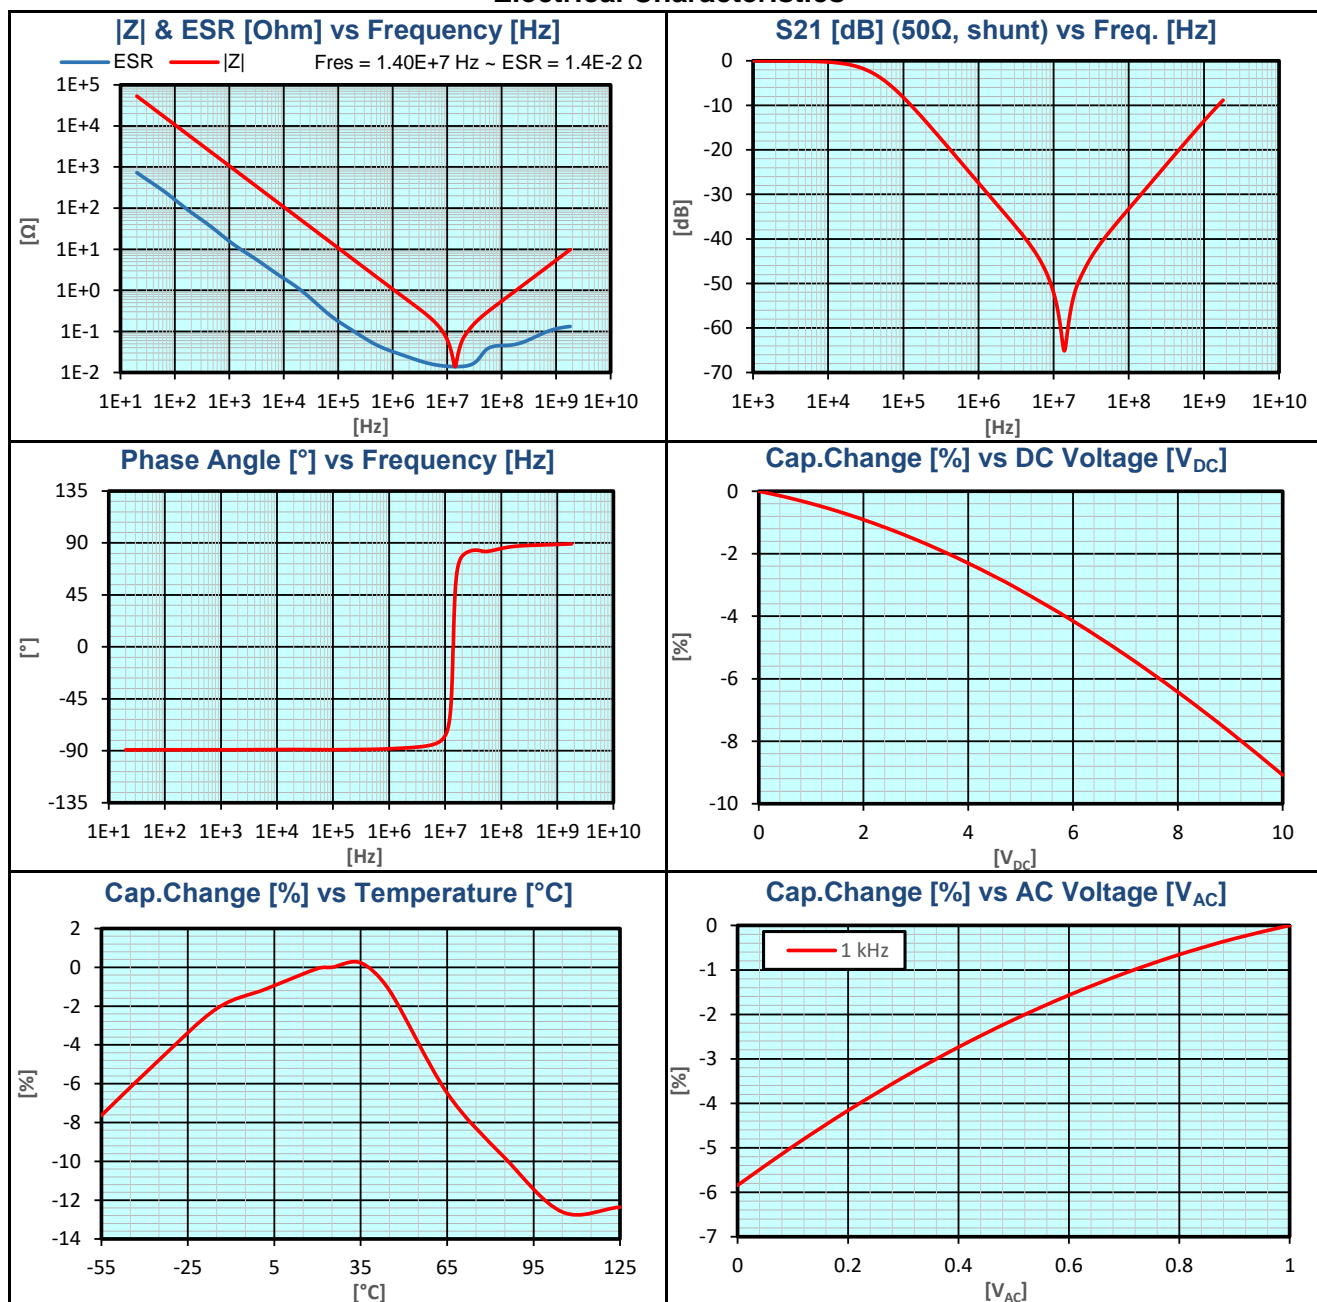 |Z| & ESR [Ohm] vs Frequency [Hz]
ESR |Z| Fres = 1.40E+7 Hz ~ ESR = 1.4E-2 Ω
1E+5
1E+4
1E+3
1E+2
1E+1
1E+0
1E-1
1E-2
[Ω]
1E+1 1E+2 1E+3 1E+4 1E+5 1E+6 1E+7 1E+8 1E+9 1E+10
[Hz]
S21 [dB] (50Ω, shunt) vs Freq. [Hz]
0
-10
-20
-30
-40
-50
-60
-70
[dB]
1E+3 1E+4 1E+5 1E+6 1E+7 1E+8 1E+9 1E+10
[Hz]
Phase Angle [°] vs Frequency [Hz]
135
90
45
0
-45
-90
-135
[°]
1E+1 1E+2 1E+3 1E+4 1E+5 1E+6 1E+7 1E+8 1E+9 1E+10
[Hz]
Cap.Change [%] vs DC Voltage [VDC]
0
-2
-4
-6
-8
-10
[%]
0 2 4 6 8 10
[VDC]
Cap.Change [%] vs Temperature [°C]
2
0
-2
-4
-6
-8
-10
-12
-14
[%]
-55 -25 5 35 65 95 125
[°C]
Cap.Change [%] vs AC Voltage [VAC]
1 kHz
0
-1
-2
-3
-4
-5
-6
-7
[%]
0 0.2 0.4 0.6 0.8 1
[VAC]